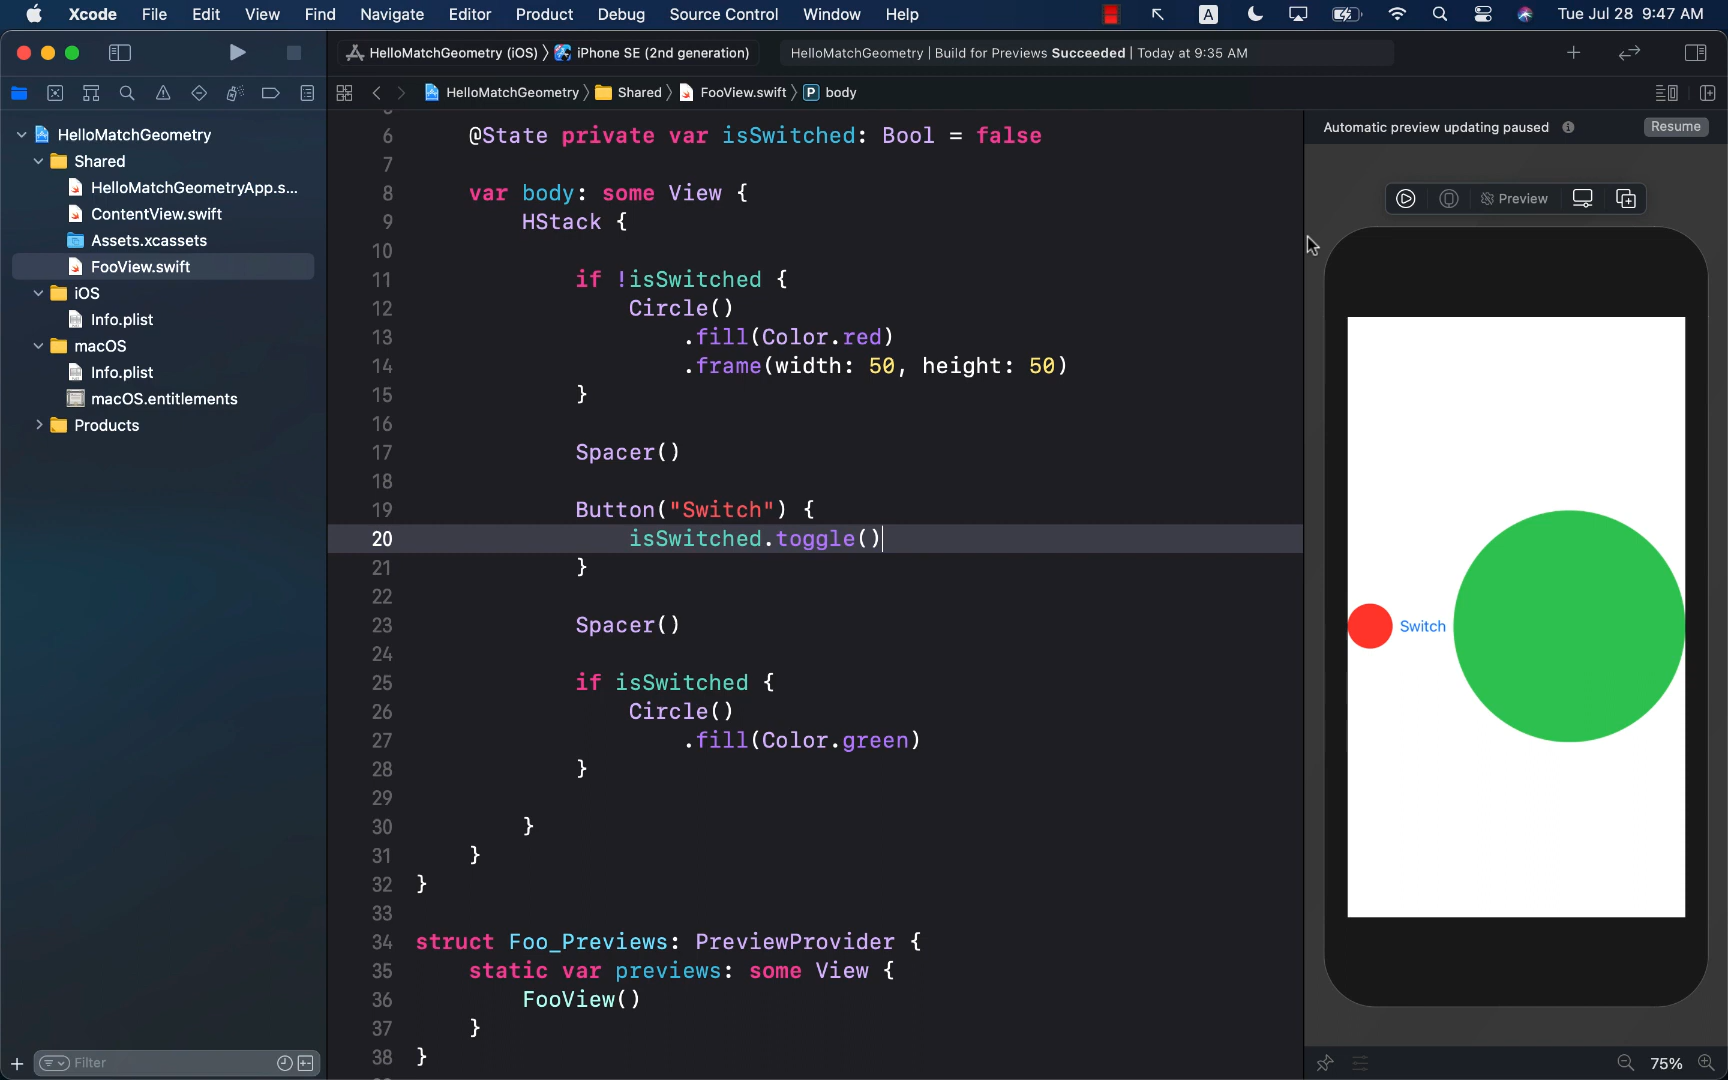 Xcode File Edit View Find Navigate Editor Product Debug Source Control Window Help A Tue Jul 28 9:47 AM
HelloMatchGeometry (iOS) 〉 iPhone SE (2nd generation) HelloMatchGeometry | Build for Previews Succeeded | Today at 9:35 AM
HelloMatchGeometry 〉 Shared 〉 FooView.swift 〉 P body
HelloMatchGeometry
Shared
HelloMatchGeometryApp.s...
ContentView.swift
Assets.xcassets
FooView.swift
iOS
Info.plist
macOS
Info.plist
macOS.entitlements
Products
Filter
6 @State private var isSwitched: Bool = false
7
8 var body: some View {
9 HStack {
10
11 if !isSwitched {
12 Circle()
13 .fill(Color.red)
14 .frame(width: 50, height: 50)
15 }
16
17 Spacer()
18
19 Button("Switch") {
20 isSwitched.toggle()
21 }
22
23 Spacer()
24
25 if isSwitched {
26 Circle()
27 .fill(Color.green)
28 }
29
30 }
31 }
32 }
33
34 struct Foo_Previews: PreviewProvider {
35 static var previews: some View {
36 FooView()
37 }
38 }
Automatic preview updating paused Resume
Preview
Switch
75%